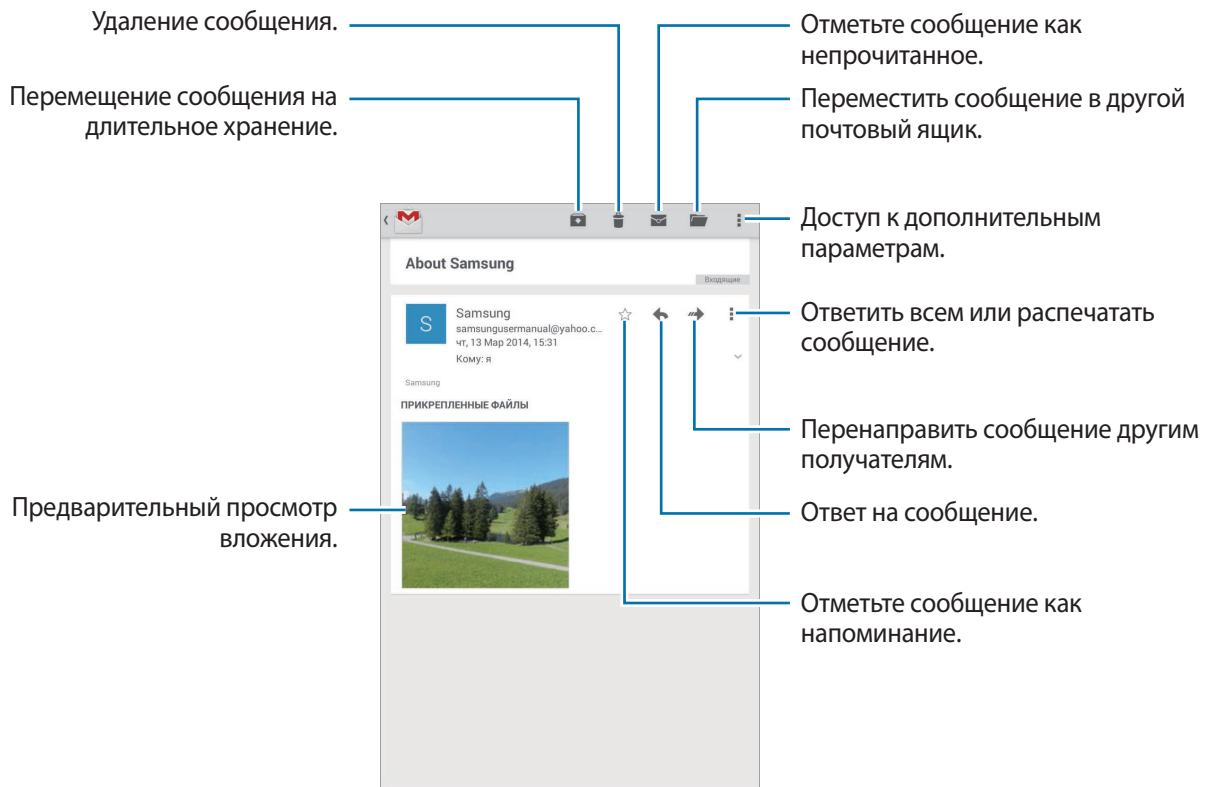 Удаление сообщения.
Перемещение сообщения на
длительное хранение.
Отметьте сообщение как
непрочитанное.
Переместить сообщение в другой
почтовый ящик.
Доступ к дополнительным
параметрам.
About Samsung
Входящие
S
Samsung
samsungusermanual@yahoo.c...
чт, 13 Мар 2014, 15:31
Кому: я
Samsung
ПРИКРЕПЛЕННЫЕ ФАЙЛЫ
Ответить всем или распечатать
сообщение.
Перенаправить сообщение другим
получателям.
Предварительный просмотр
вложения.
Ответ на сообщение.
Отметьте сообщение как
напоминание.